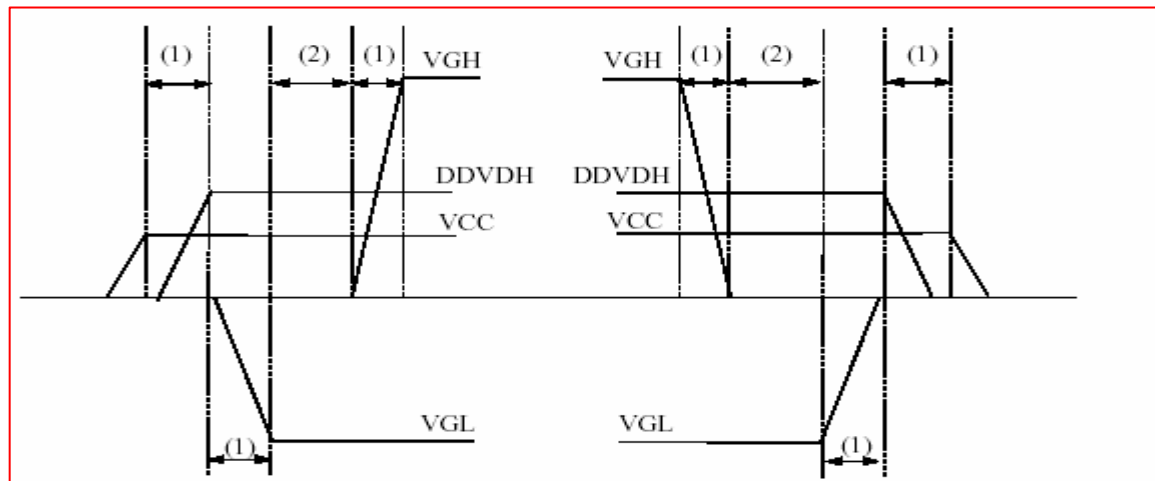 (1) (2) (1) VGH VGH (1) (2) (1)
DDVDH DDVDH
VCC VCC
VGL VGL
(1) (1)